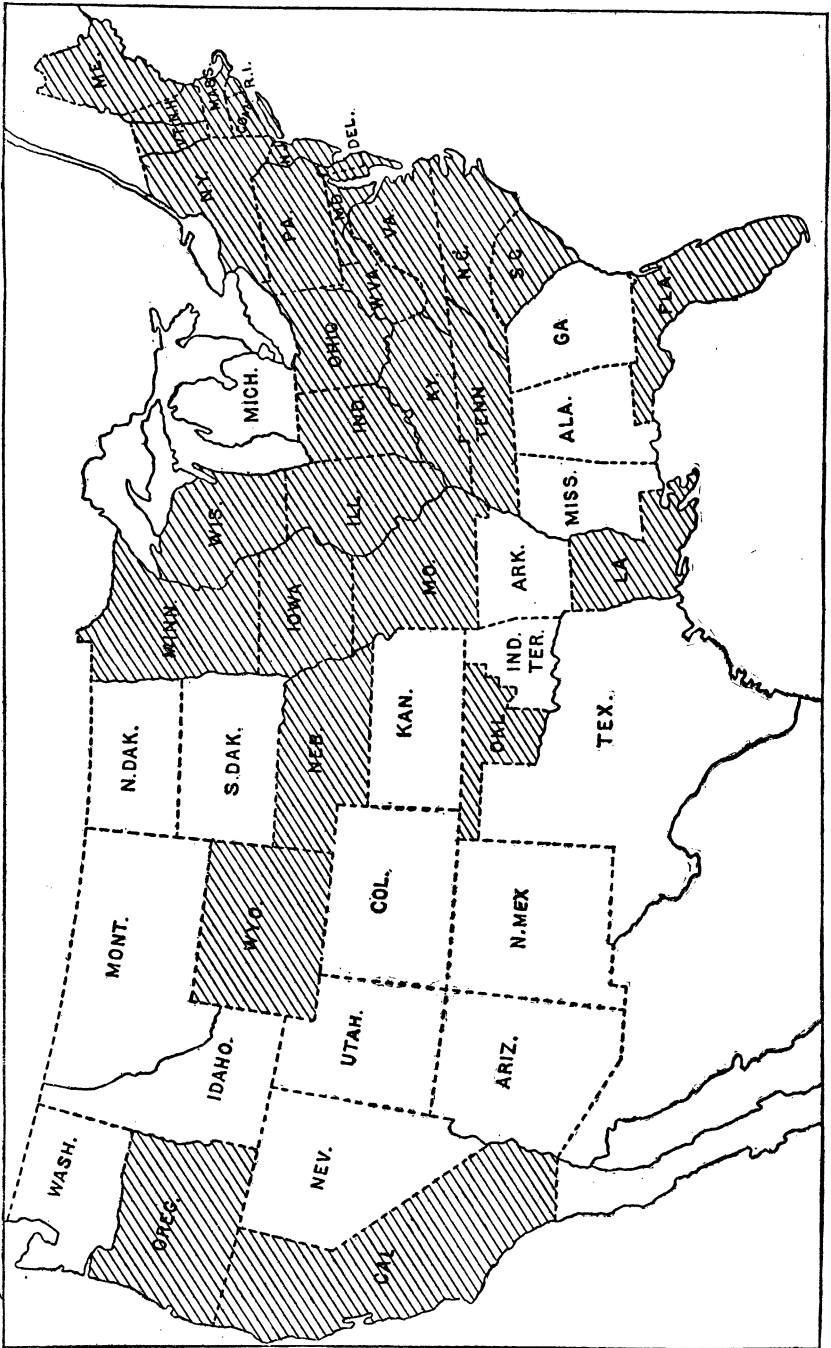 WASH.
MONT.
N.DAK.
MINN.
WIS.
MICH.
N.Y.
ME.
MASS.
R.I.
OREG.
IDAHO.
WYO.
S.DAK.
NEB.
IOWA
ILL.
IND.
OHIO
PA.
DEL.
NEV.
UTAH.
COL.
KAN.
MO.
KY.
W.VA.
VA.
MD.
CAL
ARIZ.
N.MEX
OKL.
IND.
TER.
ARK.
TENN
N.C.
S.C.
TEX.
LA
MISS.
ALA.
GA
FLA